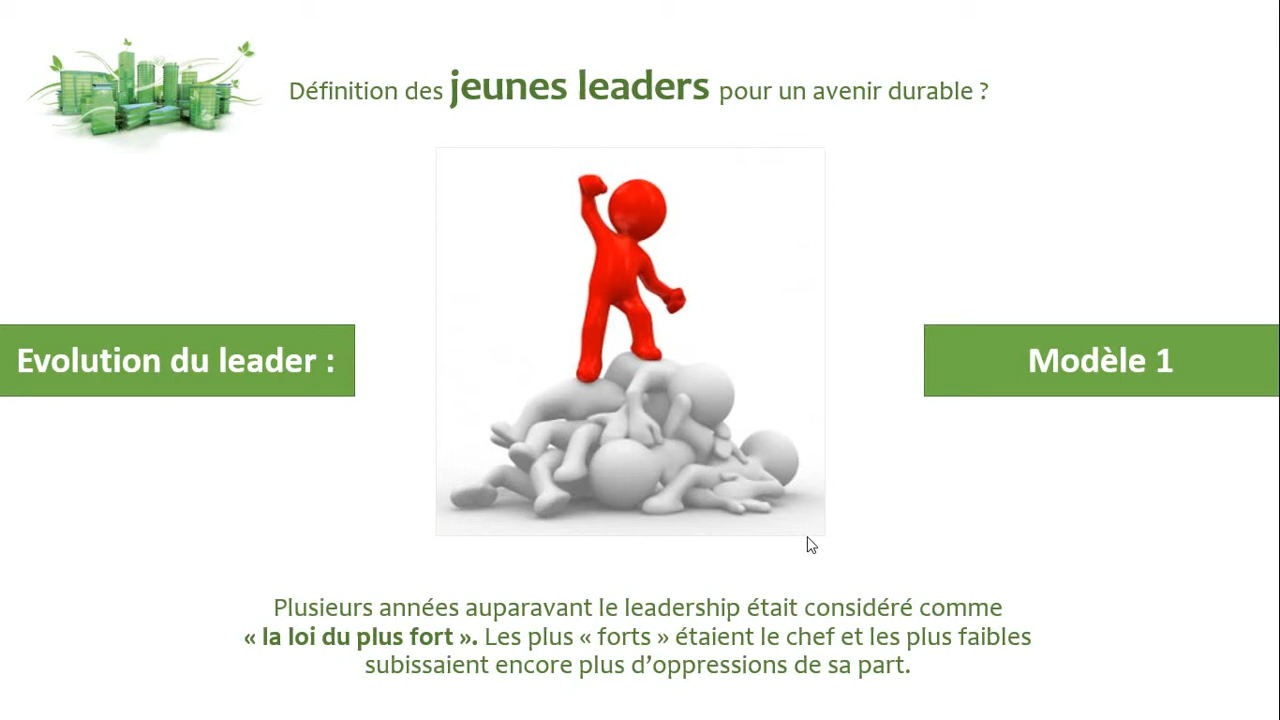 Définition des jeunes leaders pour un avenir durable ?
Evolution du leader :
Modèle 1
Plusieurs années auparavant le leadership était considéré comme
« la loi du plus fort ». Les plus « forts » étaient le chef et les plus faibles
subissaient encore plus d’oppressions de sa part.